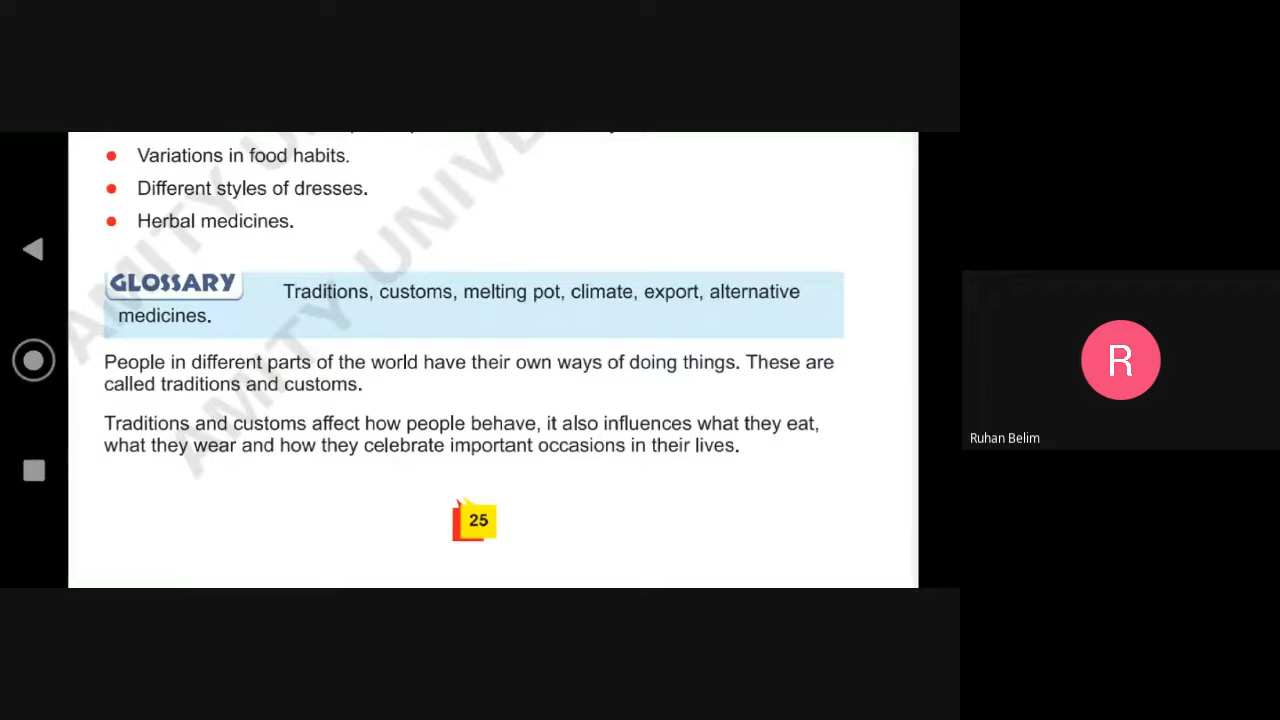 Variations in food habits.
Different styles of dresses.
Herbal medicines.
AMITY UNIVE
GLOSSARY
Traditions, customs, melting pot, climate, export, alternative
medicines.
People in different parts of the world have their own ways of doing things. These are
called traditions and customs.
Traditions and customs affect how people behave, it also influences what they eat,
what they wear and how they celebrate important occasions in their lives.
25
R
Ruhan Belim